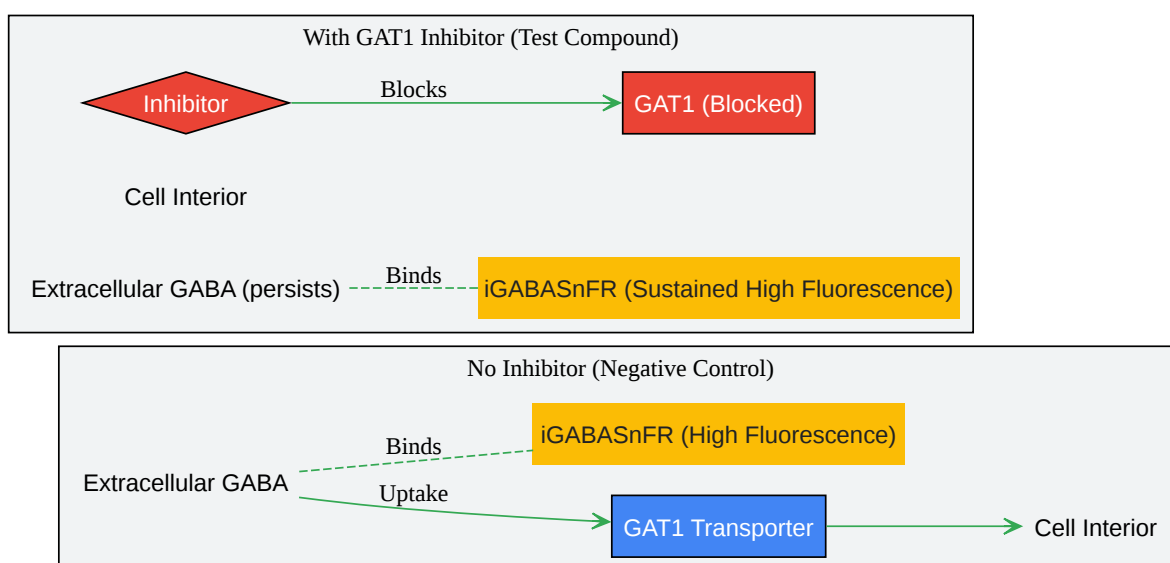 With GAT1 Inhibitor (Test Compound)
Inhibitor
Blocks
GAT1 (Blocked)
Cell Interior
Extracellular GABA (persists)
Binds
iGABASnFR (Sustained High Fluorescence)
No Inhibitor (Negative Control)
iGABASnFR (High Fluorescence)
Binds
Extracellular GABA
Uptake
GAT1 Transporter
Cell Interior